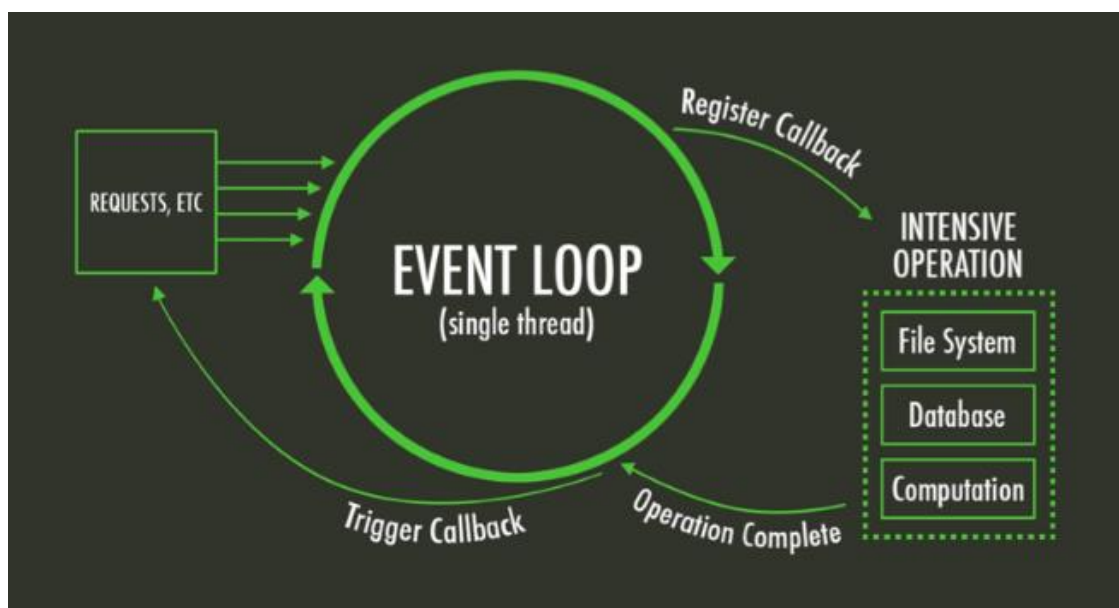 REQUESTS, ETC
EVENT LOOP
(single thread)
Register Callback
INTENSIVE
OPERATION
File System
Database
Computation
Operation Complete
Trigger Callback